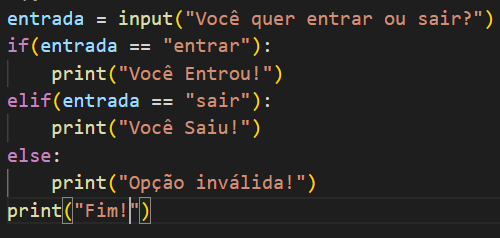 entrada = input("Você quer entrar ou sair?")
if(entrada == "entrar"):
    print("Você Entrou!")
elif(entrada == "sair"):
    print("Você Saiu!")
else:
    print("Opção inválida!")
print("Fim!")